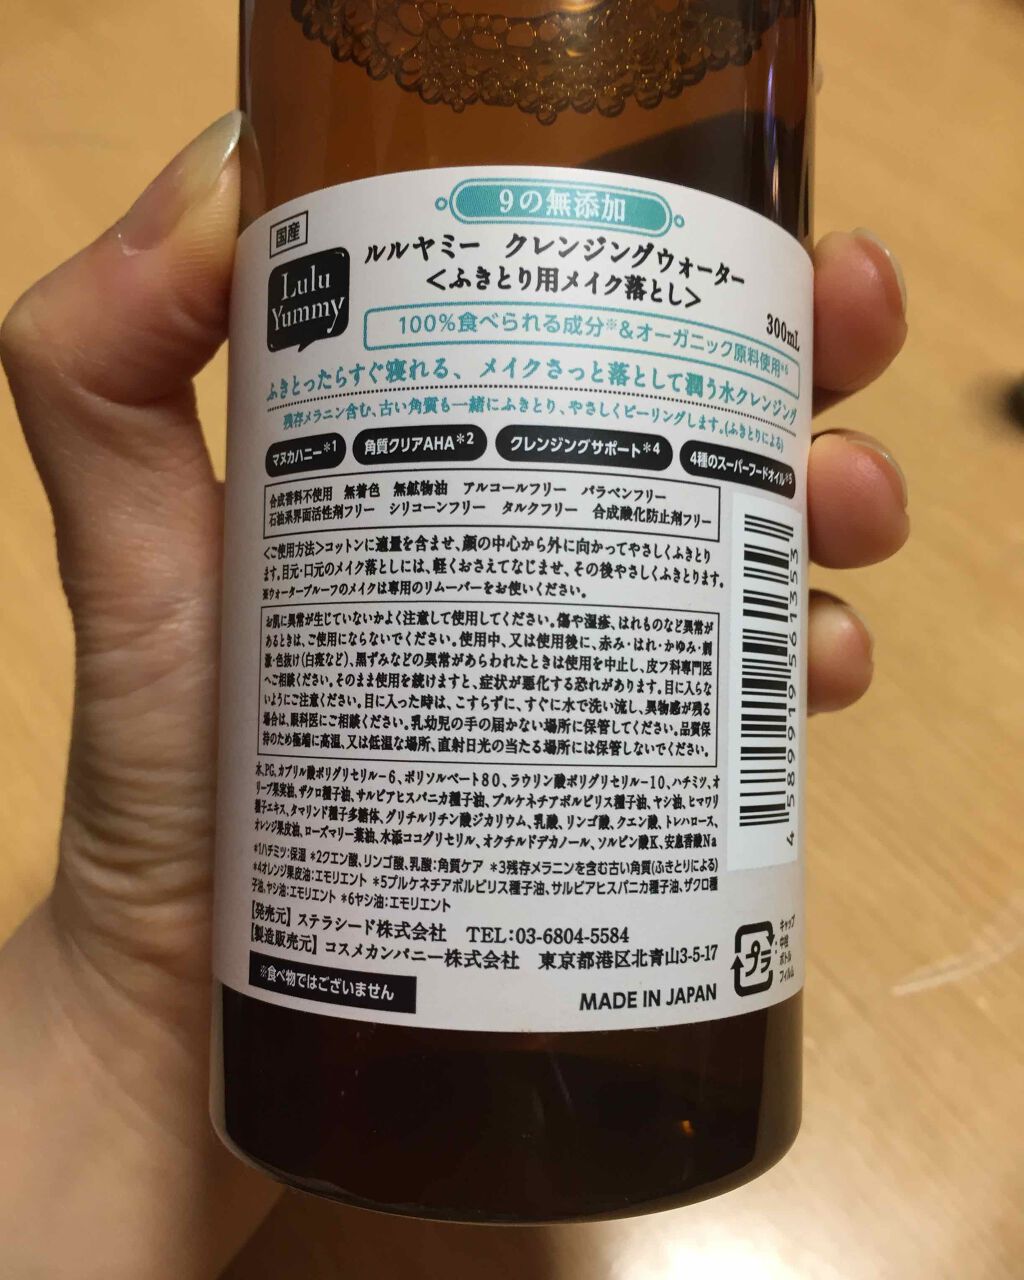 9の無添加
国産
Lulu
Yummy
ルルヤミー クレンジングウォーター
＜ふきとり用メイク落とし＞
300mL
100%食べられる成分※&オーガニック原料使用*6
ふきとったらすぐ寝れる、メイクさっと落として潤う水クレンジング
残存メラニン含む、古い角質も一緒にふきとり、やさしくピーリングします。(ふきとりによる)
マヌカハニー*1 角質クリアAHA*2 クレンジングサポート*4 4種のスーパーフードオイル*5
合成香料不使用 無着色 無鉱物油 アルコールフリー パラベンフリー
石油系界面活性剤フリー シリコーンフリー タルクフリー 合成酸化防止剤フリー
＜ご使用方法＞コットンに適量を含ませ、顔の中心から外に向かってやさしくふきとり
ます。目元・口元のメイク落としには、軽くおさえてなじませ、その後やさしくふきとります。
※ウォータープルーフのメイクは専用のリムーバーをお使いください。
お肌に異常が生じていないかよく注意して使用してください。傷や湿疹、はれものなど異常が
あるときは、ご使用にならないでください。使用中、又は使用後に、赤み・はれ・かゆみ・刺
激・色抜け(白斑など)、黒ずみなどの異常があらわれたときは使用を中止し、皮フ科専門医
へご相談ください。そのまま使用を続けますと、症状が悪化する恐れがあります。目に入らな
いようにご注意ください。目に入った時は、こすらずに、すぐに水で洗い流し、異物感が残る
場合は、眼科医にご相談ください。乳幼児の手の届かない場所に保管してください。品質保
持のため極端に高温、又は低温な場所、直射日光の当たる場所には保管しないでください。
水、PG、カプリル酸ポリグリセリル-6、ポリソルベート80、ラウリン酸ポリグリセリル-10、ハチミツ、オ
リーブ果実油、ザクロ種子油、サルビアヒスパニカ種子油、プルケネチアボルビリス種子油、ヤシ油、ヒマワリ
種子エキス、タマリンド種子多糖体、グリチルリチン酸ジカリウム、乳酸、リンゴ酸、クエン酸、トレハロース、
オレンジ果皮油、ローズマリー葉油、水添ココグリセリル、オクチルドデカノール、ソルビン酸K、安息香酸Na
*1ハチミツ:保湿 *2クエン酸、リンゴ酸、乳酸:角質ケア *3残存メラニンを含む古い角質(ふきとりによる)
*4オレンジ果皮油:エモリエント *5プルケネチアボルビリス種子油、サルビアヒスパニカ種子油、ザクロ種
子油、ヤシ油:エモリエント *6ヤシ油:エモリエント
【発売元】ステラシード株式会社 TEL:03-6804-5584
【製造販売元】コスメカンパニー株式会社 東京都港区北青山3-5-17
※食べ物ではございません
MADE IN JAPAN
プラ
キャップ
中栓
ボトル
フィルム
4589919561353